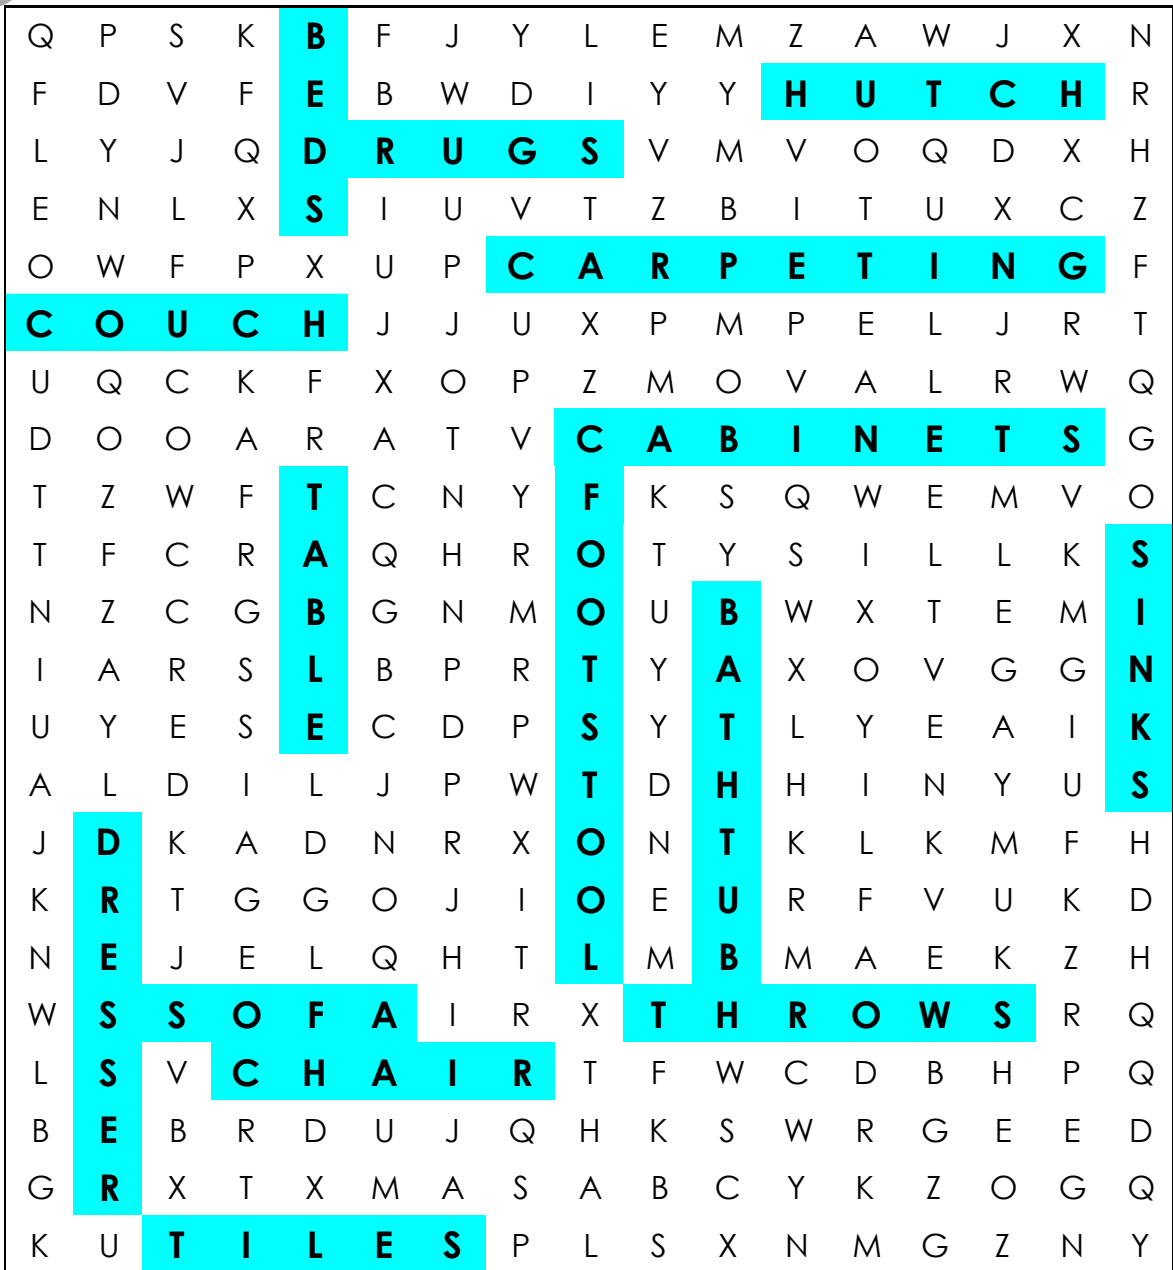 Q P S K B F J Y L E M Z A W J X N
F D V F E B W D I Y Y H U T C H R
L Y J Q D R U G S V M V O Q D X H
E N L X S I U V T Z B I T U X C Z
O W F P X U P C A R P E T I N G F
C O U C H J J U X P M P E L J R T
U Q C K F X O P Z M O V A L R W Q
D O O A R A T V C A B I N E T S G
T Z W F T C N Y F K S Q W E M V O
T F C R A Q H R O T Y S I L L K S
N Z C G B G N M O U B W X T E M I
I A R S L B P R T Y A X O V G G N
U Y E S E C D P S Y T L Y E A I K
A L D I L J P W T D H H I N Y U S
J D K A D N R X O N T K L K M F H
K R T G G O J I O E U R F V U K D
N E J E L Q H T L M B M A E K Z H
W S S O F A I R X T H R O W S R Q
L S V C H A I R T F W C D B H P Q
B E B R D U J Q H K S W R G E E D
G R X T X M A S A B C Y K Z O G Q
K U T I L E S P L S X N M G Z N Y